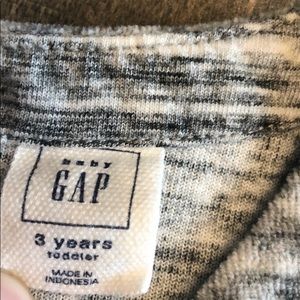 baby
GAP
3 years
toddler
MADE IN
INDONESIA